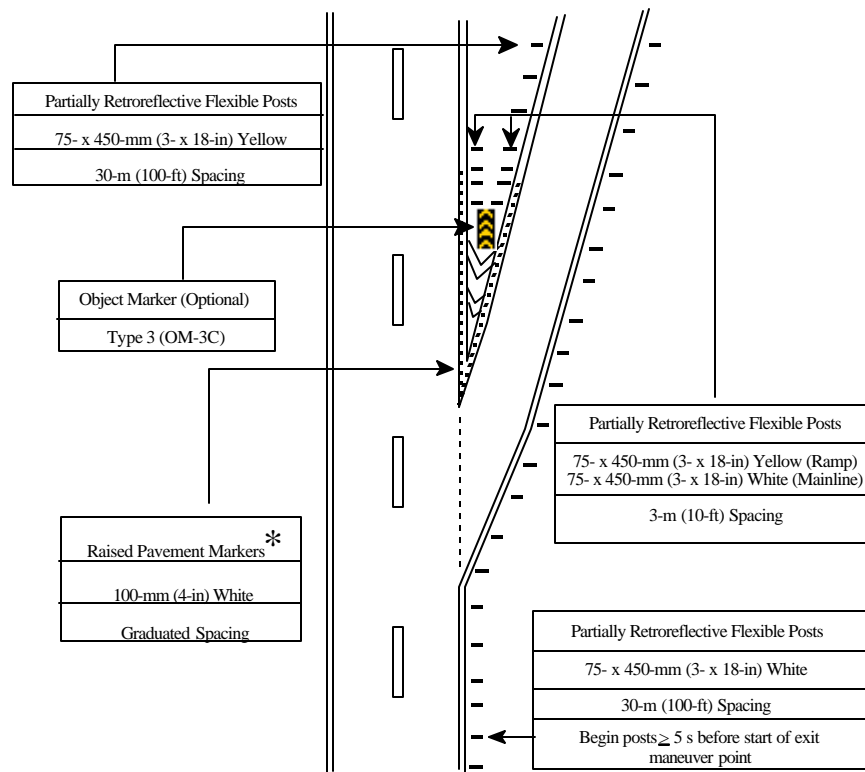 Partially Retroreflective Flexible Posts
75- x 450-mm (3- x 18-in) Yellow
30-m (100-ft) Spacing
Object Marker (Optional)
Type 3 (OM-3C)
Partially Retroreflective Flexible Posts
75- x 450-mm (3- x 18-in) Yellow (Ramp)
75- x 450-mm (3- x 18-in) White (Mainline)
3-m (10-ft) Spacing
Raised Pavement Markers*
100-mm (4-in) White
Graduated Spacing
Partially Retroreflective Flexible Posts
75- x 450-mm (3- x 18-in) White
30-m (100-ft) Spacing
Begin posts ≥ 5 s before start of exit
maneuver point